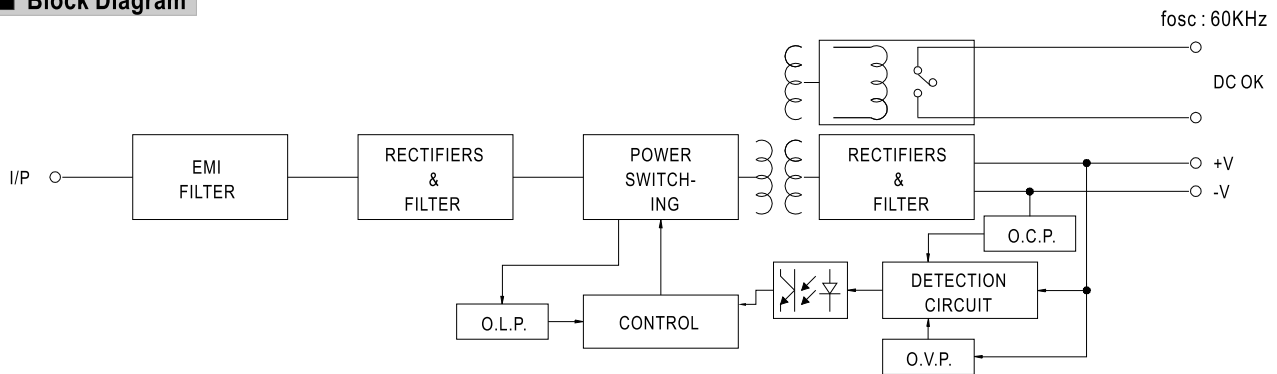 ■ Block Diagram
fosc : 60KHz
DC OK
I/P
EMI
FILTER
RECTIFIERS
&
FILTER
POWER
SWITCH-
ING
RECTIFIERS
&
FILTER
+V
-V
O.C.P.
DETECTION
CIRCUIT
O.L.P.
CONTROL
O.V.P.